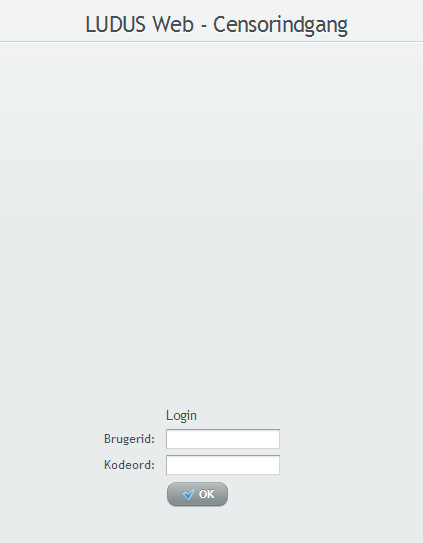 LUDUS Web - Censorindgang
Login
Brugerid:
Kodeord:
OK